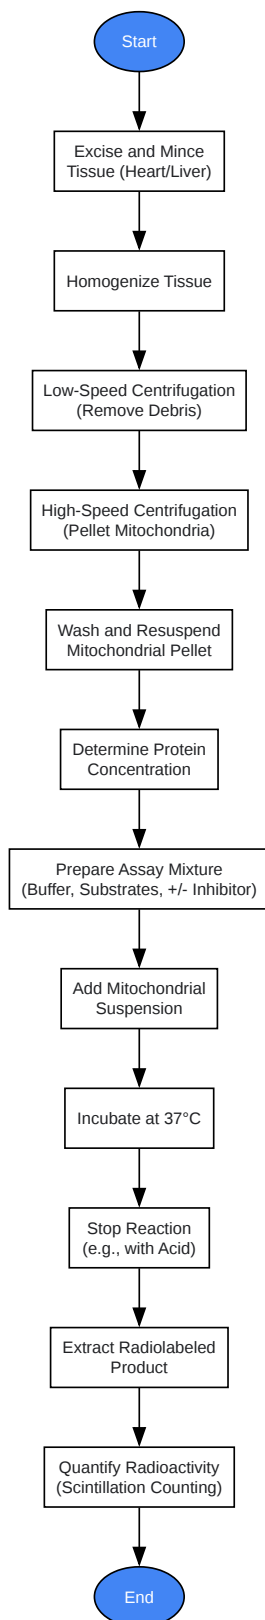 Start
Excise and Mince
Tissue (Heart/Liver)
Homogenize Tissue
Low-Speed Centrifugation
(Remove Debris)
High-Speed Centrifugation
(Pellet Mitochondria)
Wash and Resuspend
Mitochondrial Pellet
Determine Protein
Concentration
Prepare Assay Mixture
(Buffer, Substrates, +/- Inhibitor)
Add Mitochondrial
Suspension
Incubate at 37°C
Stop Reaction
(e.g., with Acid)
Extract Radiolabeled
Product
Quantify Radioactivity
(Scintillation Counting)
End